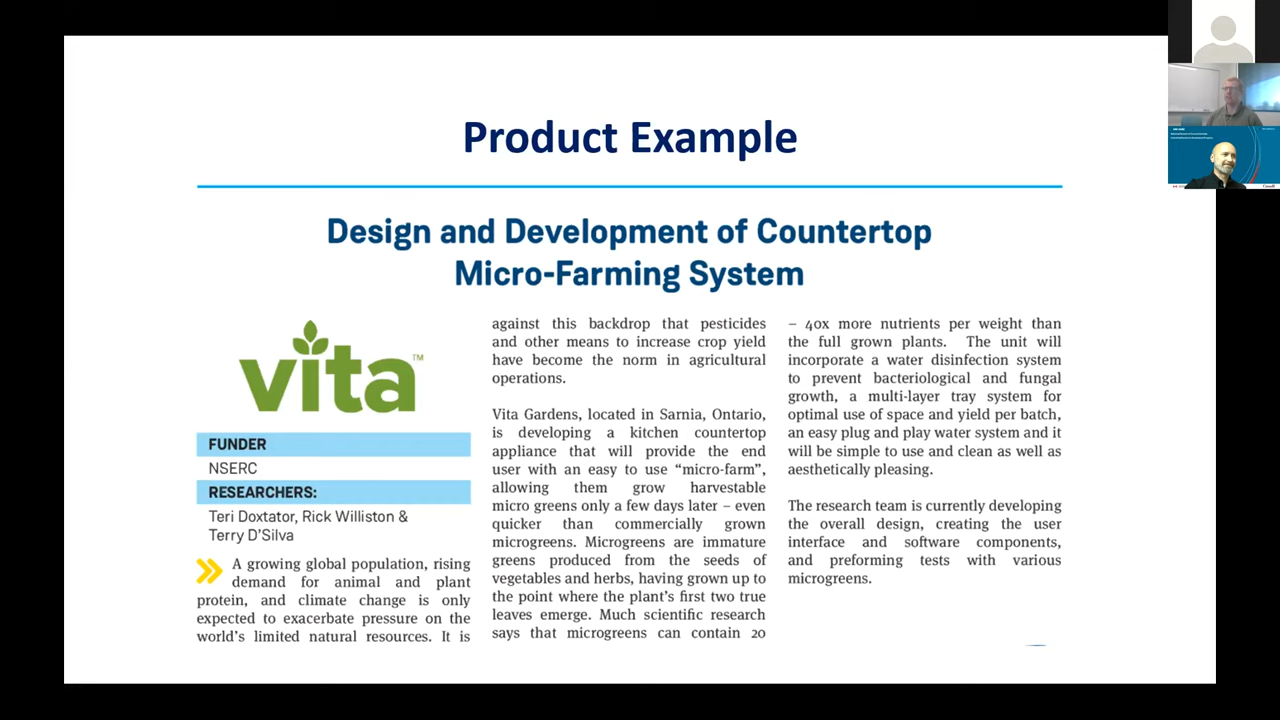 Product Example
Design and Development of Countertop
Micro-Farming System
vita™
FUNDER
NSERC
RESEARCHERS:
Teri Doxtator, Rick Williston &
Terry D'Silva
A growing global population, rising
demand for animal and plant
protein, and climate change is only
expected to exacerbate pressure on the
world's limited natural resources. It is
against this backdrop that pesticides
and other means to increase crop yield
have become the norm in agricultural
operations.
Vita Gardens, located in Sarnia, Ontario,
is developing a kitchen countertop
appliance that will provide the end
user with an easy to use “micro-farm”,
allowing them grow harvestable
micro greens only a few days later – even
quicker than commercially grown
microgreens. Microgreens are immature
greens produced from the seeds of
vegetables and herbs, having grown up to
the point where the plant's first two true
leaves emerge. Much scientific research
says that microgreens can contain 20
– 40x more nutrients per weight than
the full grown plants. The unit will
incorporate a water disinfection system
to prevent bacteriological and fungal
growth, a multi-layer tray system for
optimal use of space and yield per batch,
an easy plug and play water system and it
will be simple to use and clean as well as
aesthetically pleasing.
The research team is currently developing
the overall design, creating the user
interface and software components,
and preforming tests with various
microgreens.